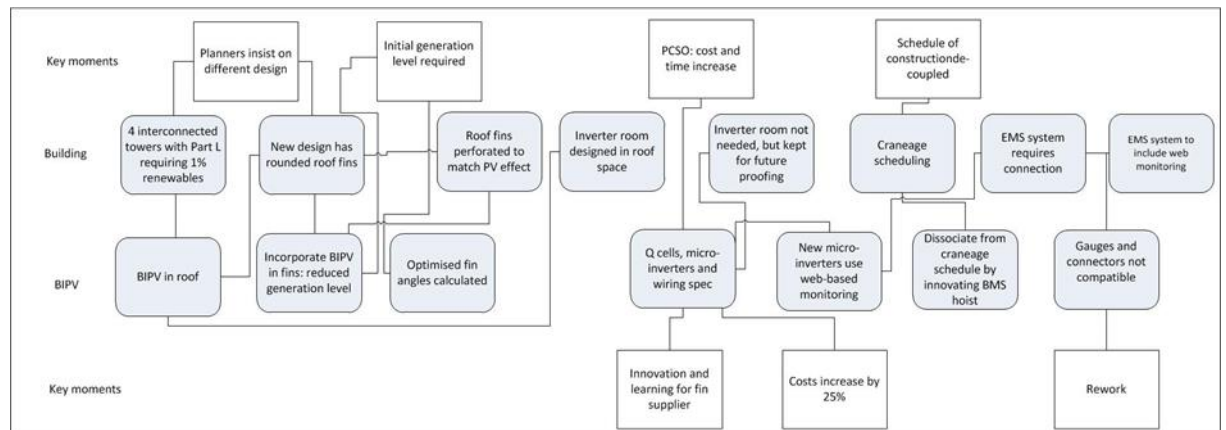 Key moments
Planners insist on
different design
Initial generation
level required
PCSO: cost and
time increase
Schedule of
constructionde-
coupled
Building
4 interconnected
towers with Part L
requiring 1%
renewables
New design has
rounded roof fins
Roof fins
perforated to
match PV effect
Inverter room
designed in roof
space
Inverter room not
needed, but kept
for future
proofing
Craneage
scheduling
EMS system
requires
connection
EMS system to
include web
monitoring
BIPV
BIPV in roof
Incorporate BIPV
in fins: reduced
generation level
Optimised fin
angles calculated
Q cells, micro-
inverters and
wiring spec
New micro-
inverters use
web-based
monitoring
Dissociate from
craneage
schedule by
innovating BMS
hoist
Gauges and
connectors not
compatible
Key moments
Innovation and
learning for fin
supplier
Costs increase by
25%
Rework